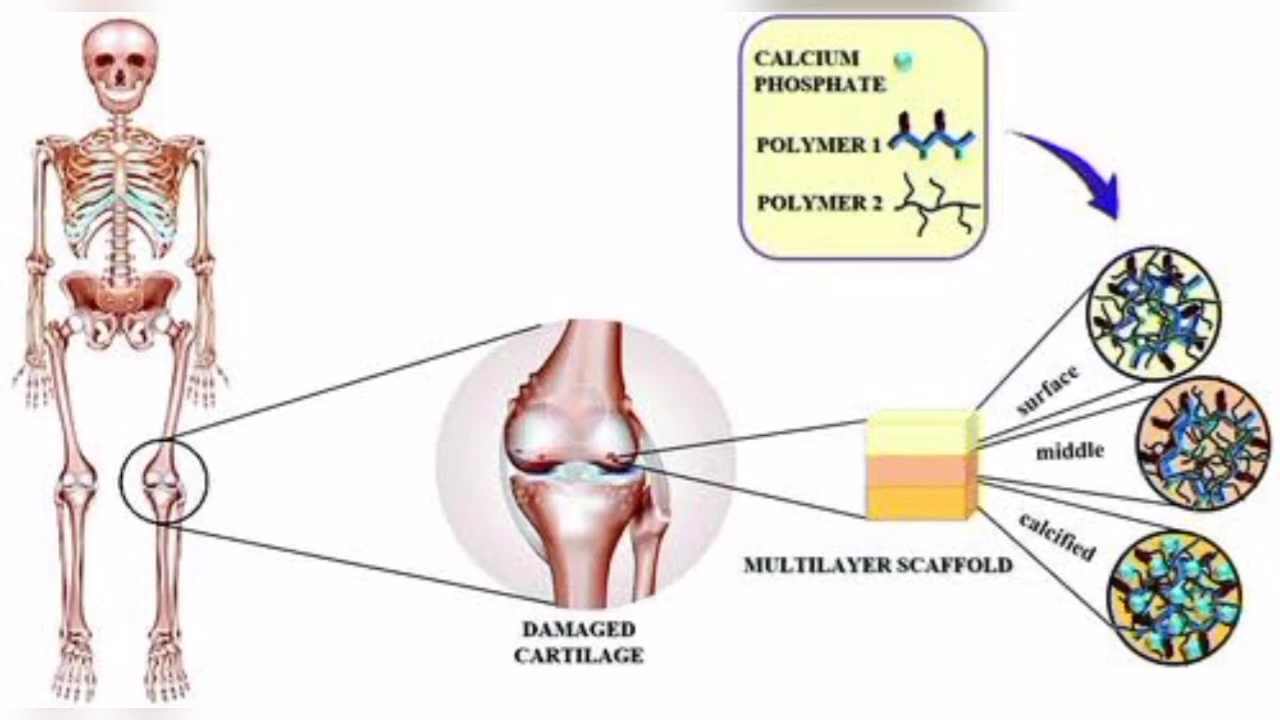 CALCIUM
PHOSPHATE
POLYMER 1
POLYMER 2
surface
middle
calcified
MULTILAYER SCAFFOLD
DAMAGED
CARTILAGE